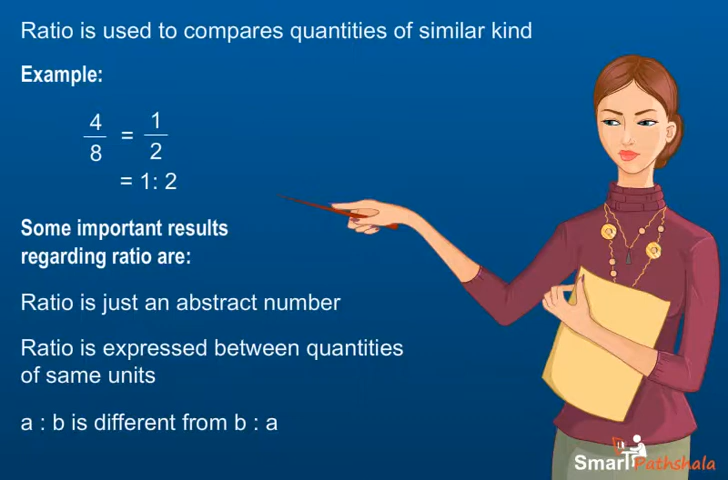 Ratio is used to compares quantities of similar kind
Example:
4/8 = 1/2
= 1: 2
Some important results
regarding ratio are:
Ratio is just an abstract number
Ratio is expressed between quantities
of same units
a : b is different from b : a
Smart Pathshala